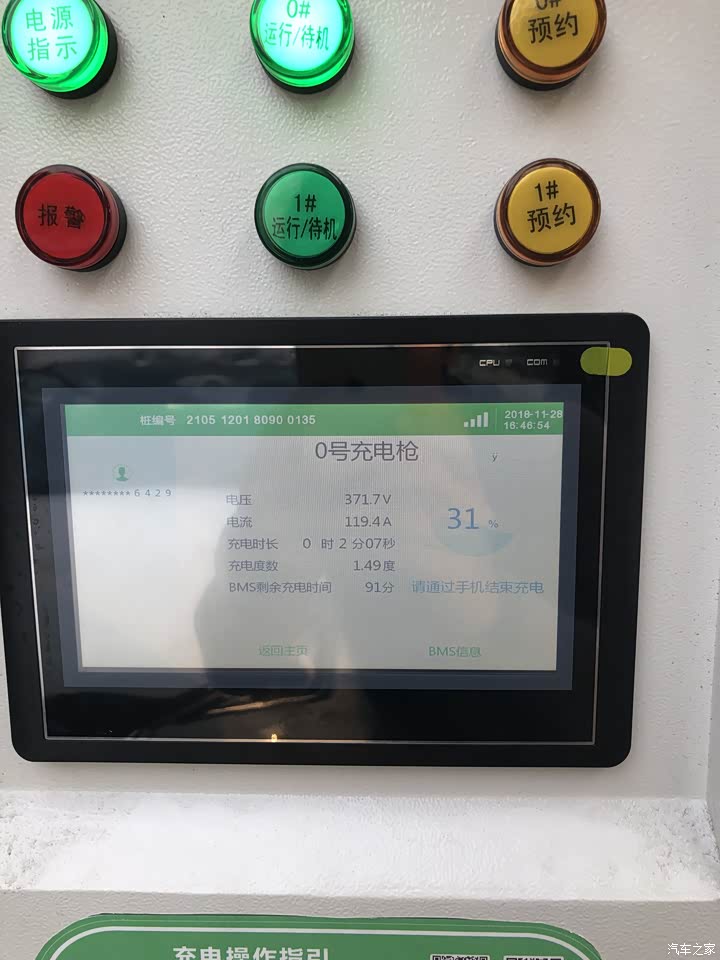 电源
指示
0#
运行/待机
0#
预约
报警
1#
运行/待机
1#
预约
CPU COM
桩编号 2105 1201 8090 0135
2018-11-28
16:46:54
0号充电枪
ÿ
********6429
电压 371.7V
电流 119.4A
充电时长 0 时 2 分07秒
充电度数 1.49度
BMS剩余充电时间 91分
31 %
请通过手机结束充电
返回主页 BMS信息
充电操作指引
汽车之家